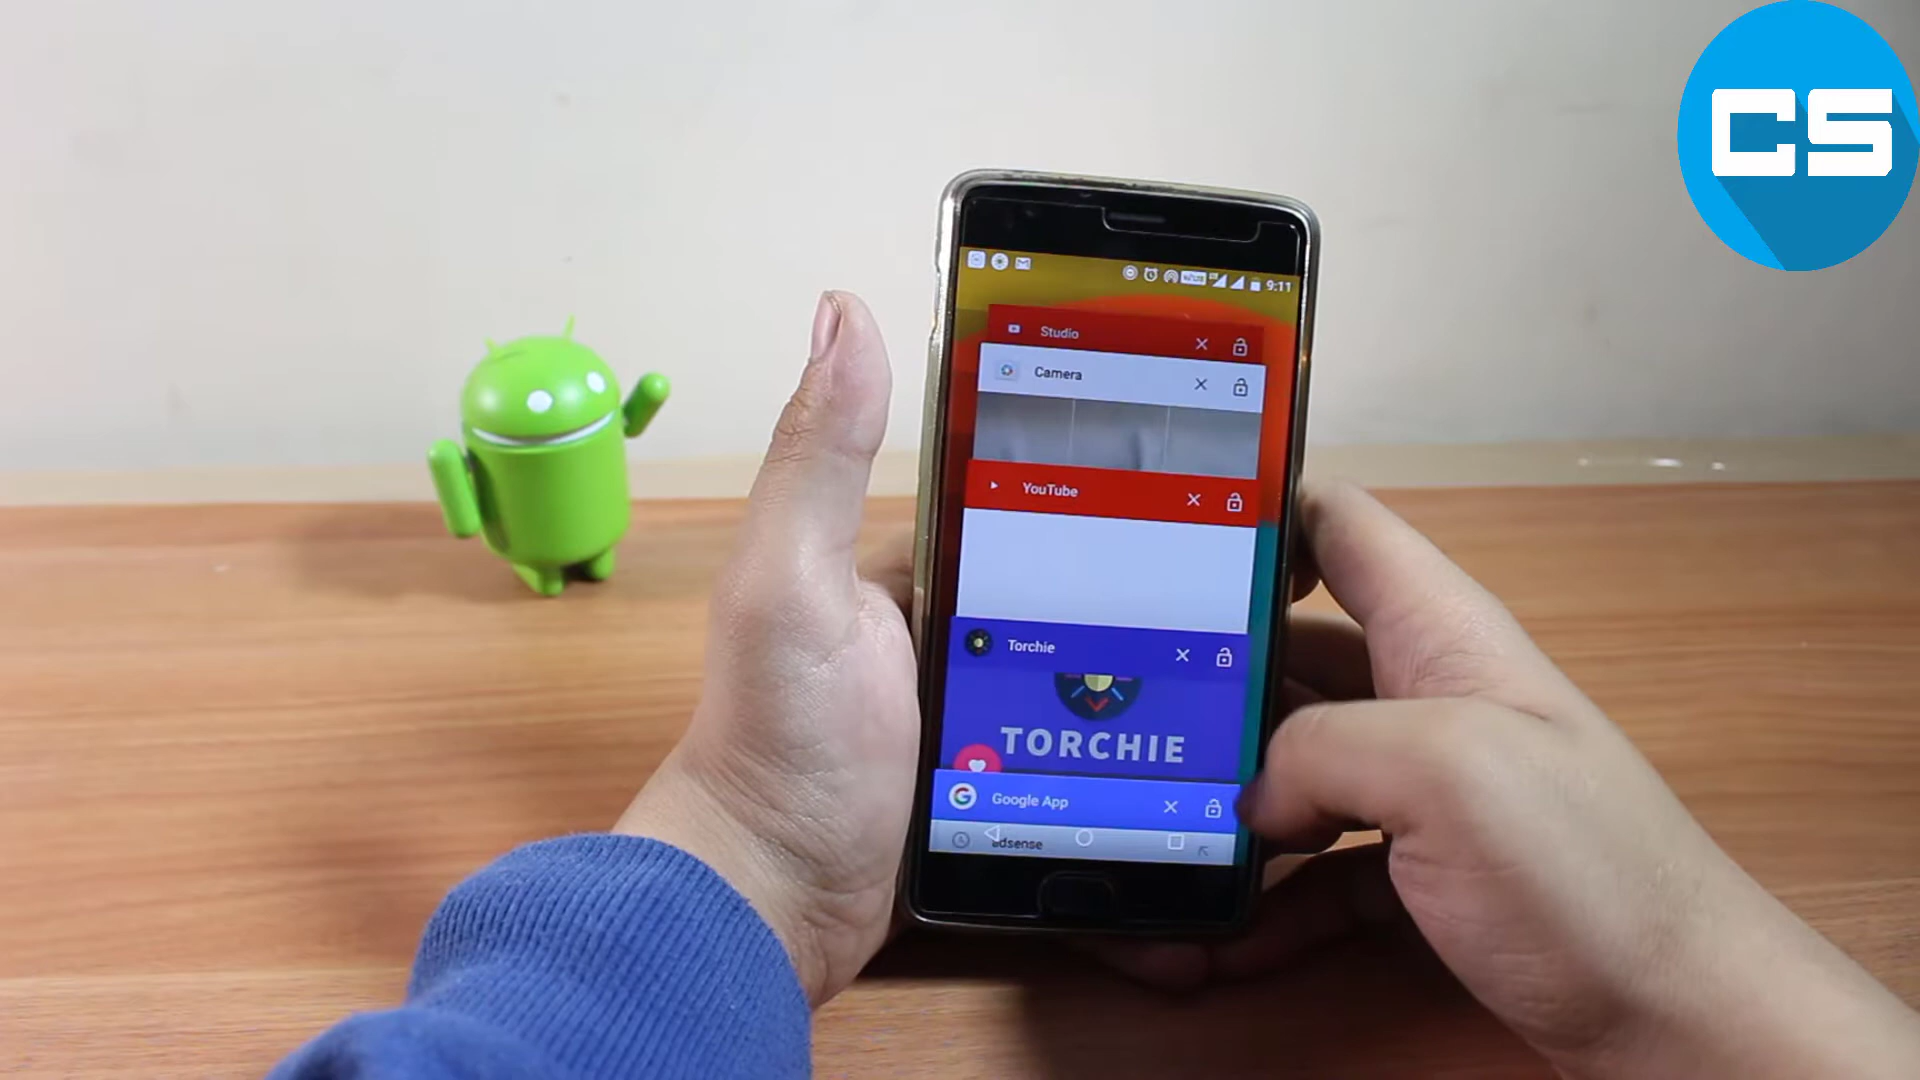 CS
9:11
Studio
Camera
YouTube
Torchie
TORCHIE
Google App
adsense